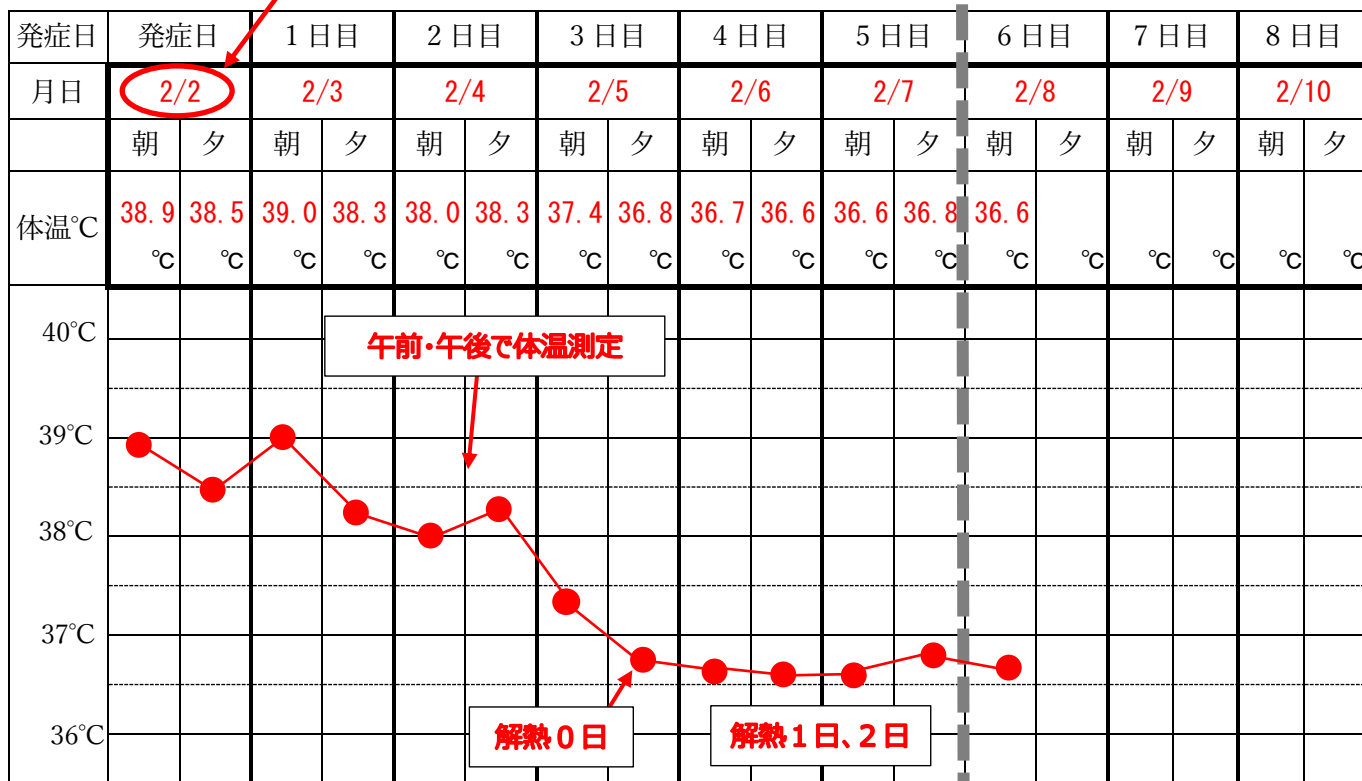 発症日 発症日 1日目 2日目 3日目 4日目 5日目 6日目 7日目 8日目
月日 2/2 2/3 2/4 2/5 2/6 2/7 2/8 2/9 2/10
朝 夕 朝 夕 朝 夕 朝 夕 朝 夕 朝 夕 朝 夕 朝 夕 朝 夕
体温℃ 38.9 38.5 39.0 38.3 38.0 38.3 37.4 36.8 36.7 36.6 36.6 36.8 36.6
℃ ℃ ℃ ℃ ℃ ℃ ℃ ℃ ℃ ℃ ℃ ℃ ℃ ℃ ℃ ℃ ℃ ℃
40℃
午前・午後で体温測定
39℃
38℃
37℃
解熱0日 解熱1日、2日
36℃